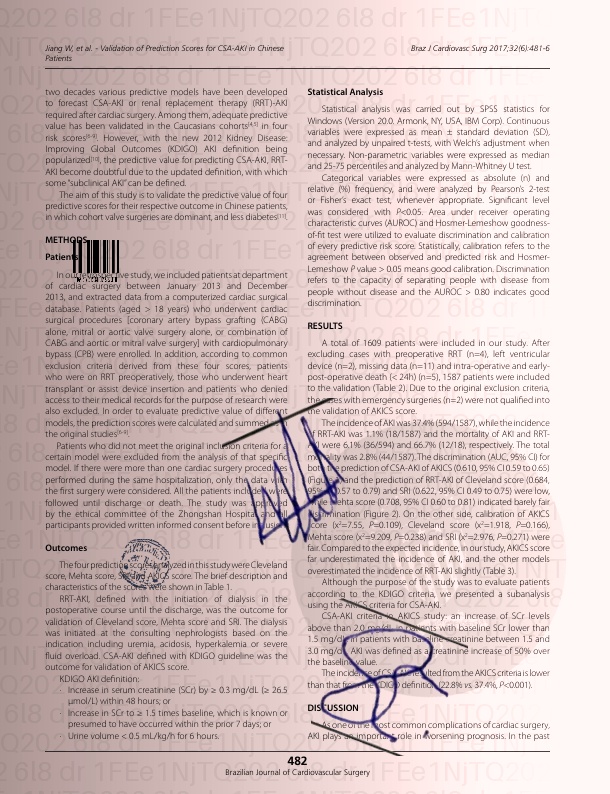 Jiang W, et al. - Validation of Prediction Scores for CSA-AKI in Chinese
Patients
Braz J Cardiovasc Surg 2017;32(6):481-6
two decades various predictive models have been developed
to forecast CSA-AKI or renal replacement therapy (RRT)-AKI
required after cardiac surgery. Among them, adequate predictive
value has been validated in the Caucasians cohorts[4,5] in four
risk scores[6-9]. However, with the new 2012 Kidney Disease:
Improving Global Outcomes (KDIGO) AKI definition being
popularized[10], the predictive value for predicting CSA-AKI, RRT-
AKI become doubtful due to the updated definition, with which
some "subclinical AKI" can be defined.
The aim of this study is to validate the predictive value of four
predictive scores for their respective outcome in Chinese patients,
in which cohort valve surgeries are dominant, and less diabetes[11].
METHODS
Patients
In our study, we included patients at department
of cardiac surgery between January 2013 and December
2013, and extracted data from a computerized cardiac surgical
database. Patients (aged > 18 years) who underwent cardiac
surgical procedures [coronary artery bypass grafting (CABG)
alone, mitral or aortic valve surgery alone, or combination of
CABG and aortic or mitral valve surgery] with cardiopulmonary
bypass (CPB) were enrolled. In addition, according to common
exclusion criteria derived from these four scores, patients
who were on RRT preoperatively, those who underwent heart
transplant or assist device insertion and patients who denied
access to their medical records for the purpose of research were
also excluded. In order to evaluate predictive value of different
models, the prediction scores were calculated and summed as
the original studies[6-9].
Patients who did not meet the original inclusion criteria for a
certain model were excluded from the analysis of that specific
model. If there were more than one cardiac surgery procedures
performed during the same hospitalization, only the data with
the first surgery were considered. All the patients included were
followed until discharge or death. The study was approved
by the ethical committee of the Zhongshan Hospital and all
participants provided written informed consent before inclusion.
Outcomes
The four prediction scores analyzed in this study were Cleveland
score, Mehta score, SRI and AKICS score. The brief description and
characteristics of the scores were shown in Table 1.
RRT-AKI, defined with the initiation of dialysis in the
postoperative course until the discharge, was the outcome for
validation of Cleveland score, Mehta score and SRI. The dialysis
was initiated at the consulting nephrologists based on the
indication including uremia, acidosis, hyperkalemia or severe
fluid overload. CSA-AKI defined with KDIGO guideline was the
outcome for validation of AKICS score.
KDIGO AKI definition:
· Increase in serum creatinine (SCr) by ≥ 0.3 mg/dL (≥ 26.5
μmol/L) within 48 hours; or
· Increase in SCr to ≥ 1.5 times baseline, which is known or
presumed to have occurred within the prior 7 days; or
· Urine volume < 0.5 mL/kg/h for 6 hours.
Statistical Analysis
Statistical analysis was carried out by SPSS statistics for
Windows (Version 20.0. Armonk, NY, USA, IBM Corp). Continuous
variables were expressed as mean ± standard deviation (SD),
and analyzed by unpaired t-tests, with Welch's adjustment when
necessary. Non-parametric variables were expressed as median
and 25-75 percentiles and analyzed by Mann-Whitney U test.
Categorical variables were expressed as absolute (n) and
relative (%) frequency, and were analyzed by Pearson's 2-test
or Fisher's exact test, whenever appropriate. Significant level
was considered with P<0.05. Area under receiver operating
characteristic curves (AUROC) and Hosmer-Lemeshow goodness-
of-fit test were utilized to evaluate discrimination and calibration
of every predictive risk score. Statistically, calibration refers to the
agreement between observed and predicted risk and Hosmer-
Lemeshow P value > 0.05 means good calibration. Discrimination
refers to the capacity of separating people with disease from
people without disease and the AUROC > 0.80 indicates good
discrimination.
RESULTS
A total of 1609 patients were included in our study. After
excluding cases with preoperative RRT (n=4), left ventricular
device (n=2), missing data (n=11) and intra-operative and early-
post-operative death (< 24h) (n=5), 1587 patients were included
to the validation (Table 2). Due to the original exclusion criteria,
the cases with emergency surgeries (n=2) were not qualified into
the validation of AKICS score.
The incidence of AKI was 37.4% (594/1587), while the incidence
of RRT-AKI was 1.1% (18/1587) and the mortality of AKI and RRT-
AKI were 6.1% (36/594) and 66.7% (12/18), respectively. The total
mortality was 2.8% (44/1587). The discrimination (AUC, 95% CI) for
both the prediction of CSA-AKI of AKICS (0.610, 95% CI 0.59 to 0.65)
(Figure and the prediction of RRT-AKI of Cleveland score (0.684,
95% 0.57 to 0.79) and SRI (0.622, 95% CI 0.49 to 0.75) were low,
while Mehta score (0.708, 95% CI 0.60 to 0.81) indicated barely fair
discrimination (Figure 2). On the other side, calibration of AKICS
score (x²=7.55, P=0.109), Cleveland score (x²=1.918, P=0.166),
Mehta score (x²=9.209, P=0.238) and SRI (x²=2.976, P=0.271) were
fair. Compared to the expected incidence, in our study, AKICS score
far underestimated the incidence of AKI, and the other models
overestimated the incidence of RRT-AKI slightly (Table 3).
Although the purpose of the study was to evaluate patients
according to the KDIGO criteria, we presented a subanalysis
using the AKICS criteria for CSA-AKI.
CSA-AKI criteria in AKICS study: an increase of SCr levels
above than 2.0 mg/dL in patients with baseline SCr lower than
1.5 mg/dL in patients with baseline creatinine between 1.5 and
3.0 mg/dL AKI was defined as a creatinine increase of 50% over
the baseline value.
The incidence of CSA-AKI resulted from the AKICS criteria is lower
than that from the KDIGO definition (22.8% vs. 37.4%, P<0.001).
DISCUSSION
As one of the most common complications of cardiac surgery,
AKI plays an important role in worsening prognosis. In the past
482
Brazilian Journal of Cardiovascular Surgery